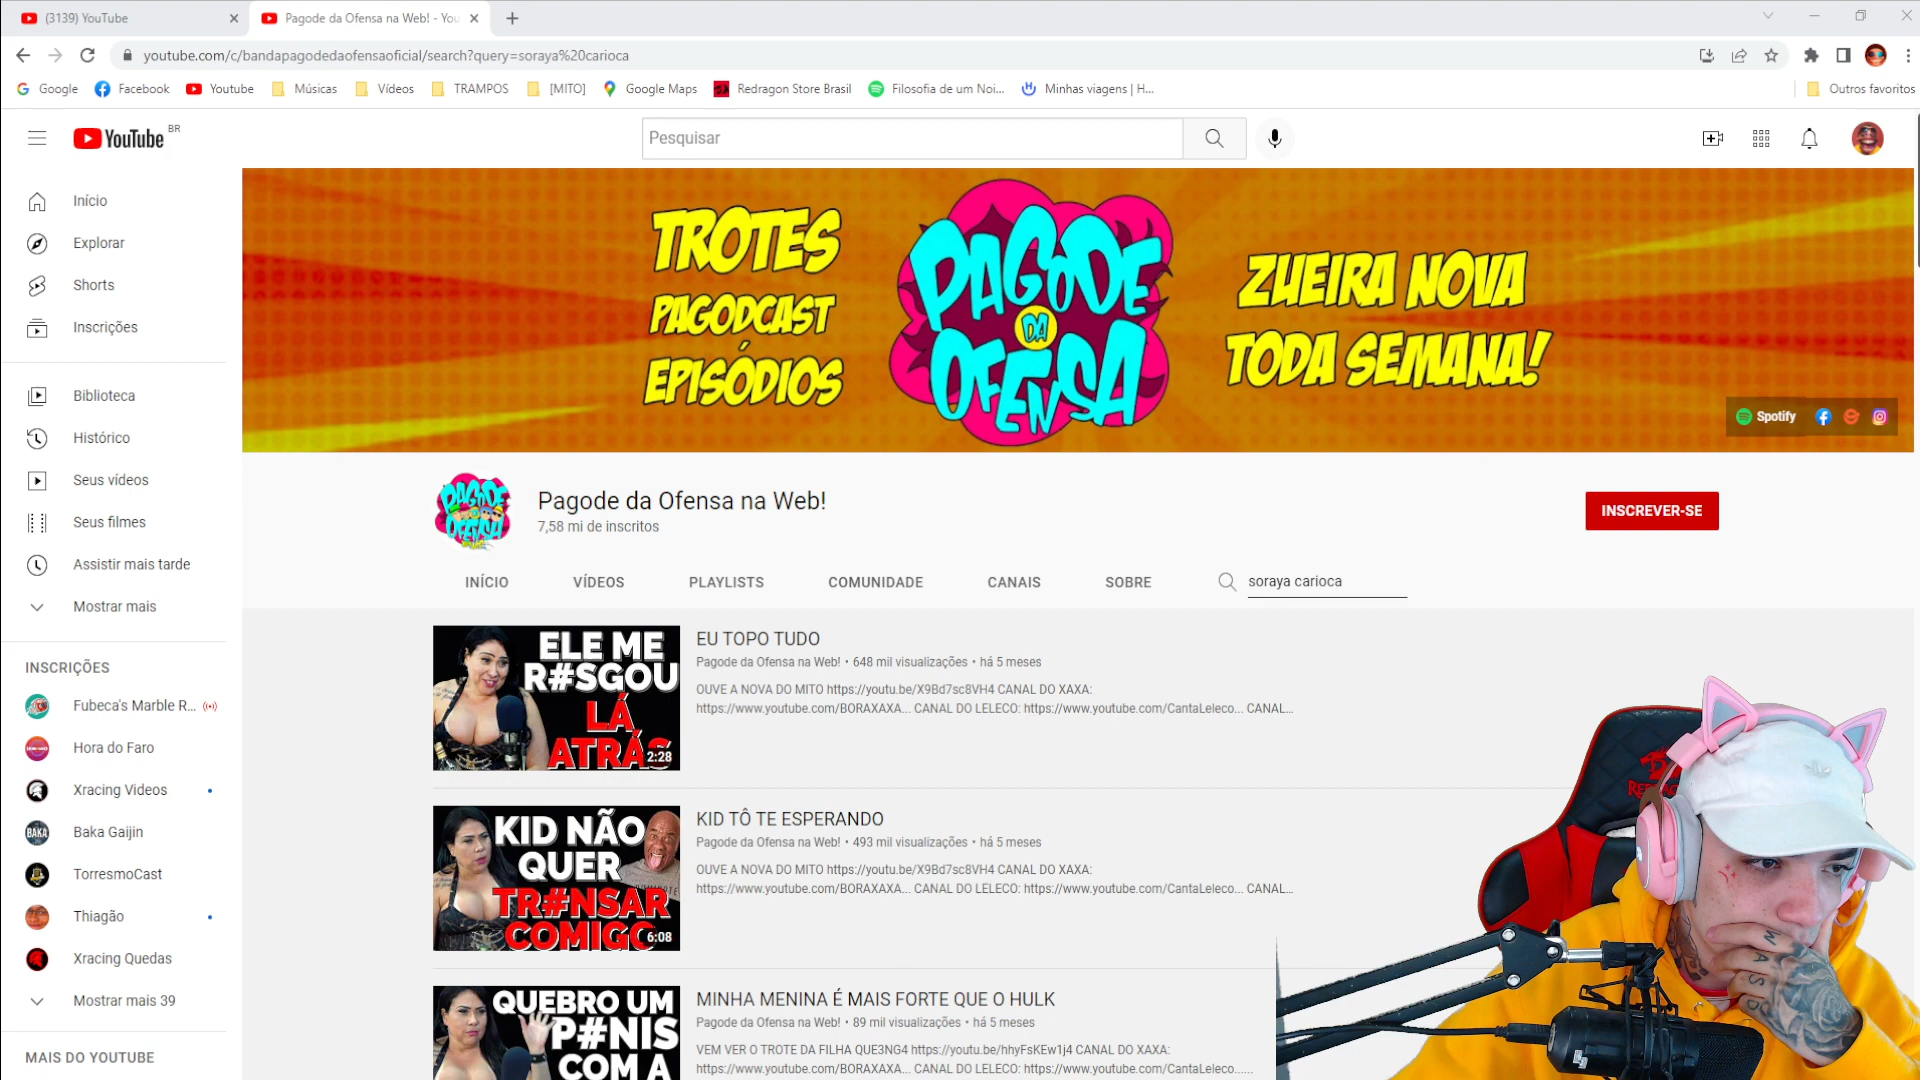 (3139) YouTube
Pagode da Ofensa na Web! - You
youtube.com/c/bandapagodedaofensaoficial/search?query=soraya%20carioca
Google
Facebook
Youtube
Músicas
Vídeos
TRAMPOS
[MITO]
Google Maps
Redragon Store Brasil
Filosofia de um Noi...
Minhas viagens | H...
Outros favoritos
YouTube BR
Pesquisar
Início
Explorar
Shorts
Inscrições
Biblioteca
Histórico
Seus vídeos
Seus filmes
Assistir mais tarde
Mostrar mais
INSCRIÇÕES
Fubeca's Marble R...
Hora do Faro
Xracing Videos
Baka Gaijin
TorresmoCast
Thiagão
Xracing Quedas
Mostrar mais 39
MAIS DO YOUTUBE
TROTES
PAGODCAST
EPISÓDIOS
PAGODE
DA
OFENSA
ZUEIRA NOVA
TODA SEMANA!
Spotify
PAGODE
OFENSA
Pagode da Ofensa na Web!
7,58 mi de inscritos
INSCREVER-SE
INÍCIO
VÍDEOS
PLAYLISTS
COMUNIDADE
CANAIS
SOBRE
soraya carioca
ELE ME
R#SGOU
LÁ
ATRÁS
2:28
EU TOPO TUDO
Pagode da Ofensa na Web! • 648 mil visualizações • há 5 meses
OUVE A NOVA DO MITO https://youtu.be/X9Bd7sc8VH4 CANAL DO XAXA:
https://www.youtube.com/BORAXAXA... CANAL DO LELECO: https://www.youtube.com/CantaLeleco... CANAL...
KID NÃO
QUER
TR#NSAR
COMIGO
6:08
KID TÔ TE ESPERANDO
Pagode da Ofensa na Web! • 493 mil visualizações • há 5 meses
OUVE A NOVA DO MITO https://youtu.be/X9Bd7sc8VH4 CANAL DO XAXA:
https://www.youtube.com/BORAXAXA... CANAL DO LELECO: https://www.youtube.com/CantaLeleco... CANAL...
QUEBRO UM
P#NIS
COM A
MINHA MENINA É MAIS FORTE QUE O HULK
Pagode da Ofensa na Web! • 89 mil visualizações • há 5 meses
VEM VER O TROTE DA FILHA QUE3NG4 https://youtu.be/hhyFsKEw1j4 CANAL DO XAXA:
https://www.youtube.com/BORAXAXA... CANAL DO LELECO: https://www.youtube.com/CantaLeleco......